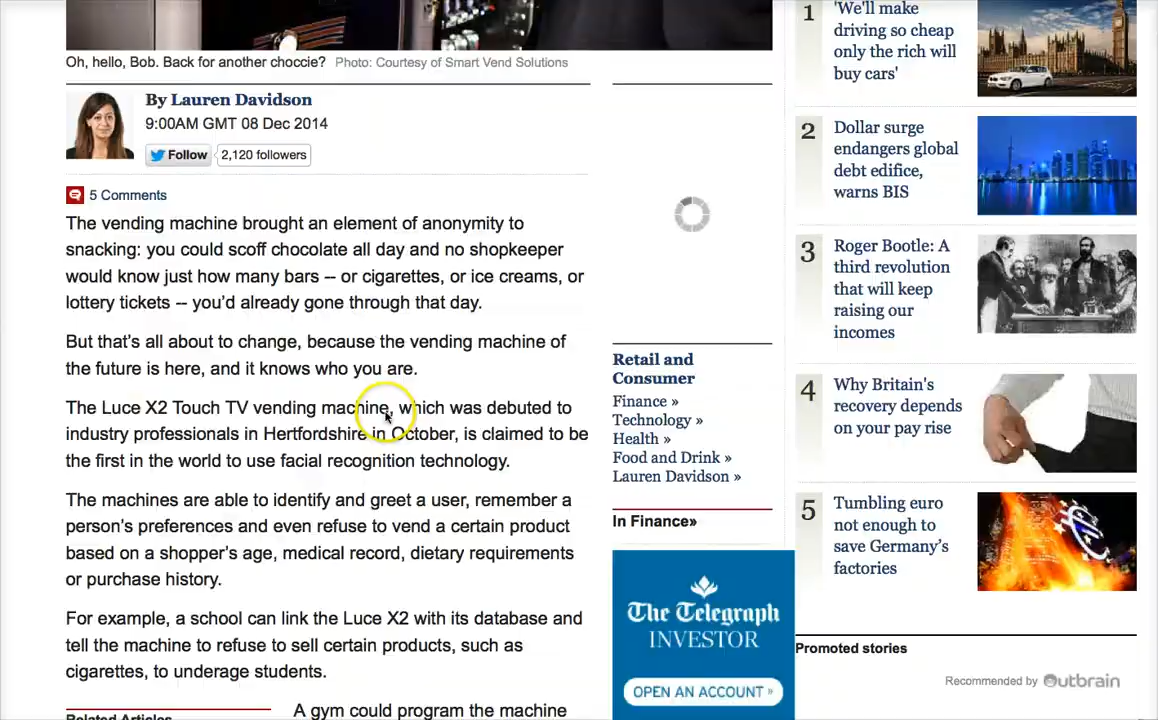 Oh, hello, Bob. Back for another choccie? Photo: Courtesy of Smart Vend Solutions
By Lauren Davidson
9:00AM GMT 08 Dec 2014
Follow 2,120 followers
5 Comments
The vending machine brought an element of anonymity to
snacking: you could scoff chocolate all day and no shopkeeper
would know just how many bars -- or cigarettes, or ice creams, or
lottery tickets -- you’d already gone through that day.
But that’s all about to change, because the vending machine of
the future is here, and it knows who you are.
The Luce X2 Touch TV vending machine, which was debuted to
industry professionals in Hertfordshire in October, is claimed to be
the first in the world to use facial recognition technology.
The machines are able to identify and greet a user, remember a
person’s preferences and even refuse to vend a certain product
based on a shopper’s age, medical record, dietary requirements
or purchase history.
For example, a school can link the Luce X2 with its database and
tell the machine to refuse to sell certain products, such as
cigarettes, to underage students.
Related Articles
A gym could program the machine
Retail and
Consumer
Finance »
Technology »
Health »
Food and Drink »
Lauren Davidson »
In Finance»
The Telegraph
INVESTOR
OPEN AN ACCOUNT »
1
'We'll make
driving so cheap
only the rich will
buy cars'
2
Dollar surge
endangers global
debt edifice,
warns BIS
3
Roger Bootle: A
third revolution
that will keep
raising our
incomes
4
Why Britain's
recovery depends
on your pay rise
5
Tumbling euro
not enough to
save Germany’s
factories
Promoted stories
Recommended by Outbrain